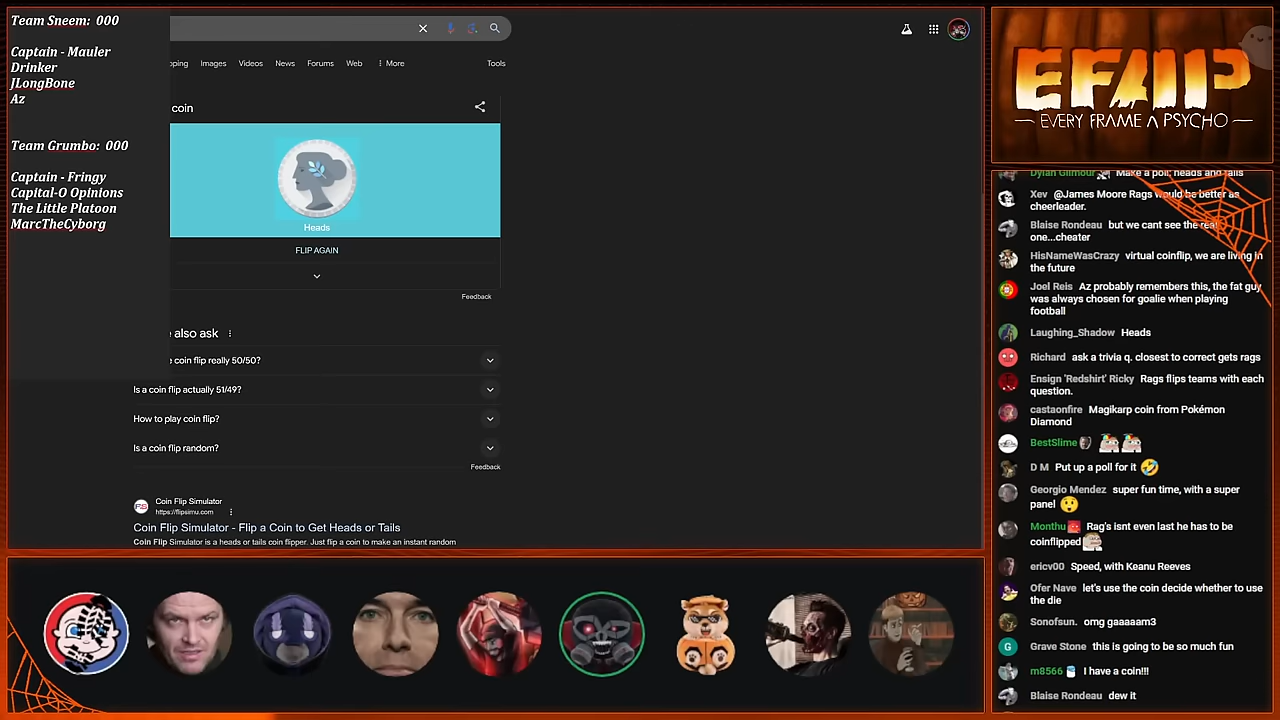 Team Sneem: 000
Captain - Mauler
Drinker
JLongBone
Az
Team Grumbo: 000
Captain - Fringy
Capital-O Opinions
The Little Platoon
MarcTheCyborg
Images
Videos
News
Forums
Web
More
Tools
coin
Heads
FLIP AGAIN
Feedback
also ask
coin flip really 50/50?
Is a coin flip actually 51/49?
How to play coin flip?
Is a coin flip random?
Feedback
Coin Flip Simulator
https://flipsimu.com
Coin Flip Simulator - Flip a Coin to Get Heads or Tails
Coin Flip Simulator is a heads or tails coin flipper. Just flip a coin to make an instant random
EFAP
EVERY FRAME A PSYCHO
Dylan Gilmour Make a poll; heads and tails
Xev @James Moore Rags would be better as
cheerleader.
Blaise Rondeau but we cant see the real
one...cheater
HisNameWasCrazy virtual coinflip, we are living in
the future
Joel Reis Az probably remembers this, the fat guy
was always chosen for goalie when playing
football
Laughing_Shadow Heads
Richard ask a trivia q. closest to correct gets rags
Ensign 'Redshirt' Ricky Rags flips teams with each
question.
castaonfire Magikarp coin from Pokémon
Diamond
BestSlime
D M Put up a poll for it 🤣
Georgio Mendez super fun time, with a super
panel 😲
Monthu Rag's isnt even last he has to be
coinflipped
ericv00 Speed, with Keanu Reeves
Ofer Nave let's use the coin decide whether to use
the die
Sonofsun. omg gaaaaam3
G
Grave Stone this is going to be so much fun
m8566 I have a coin!!!
Blaise Rondeau dew it